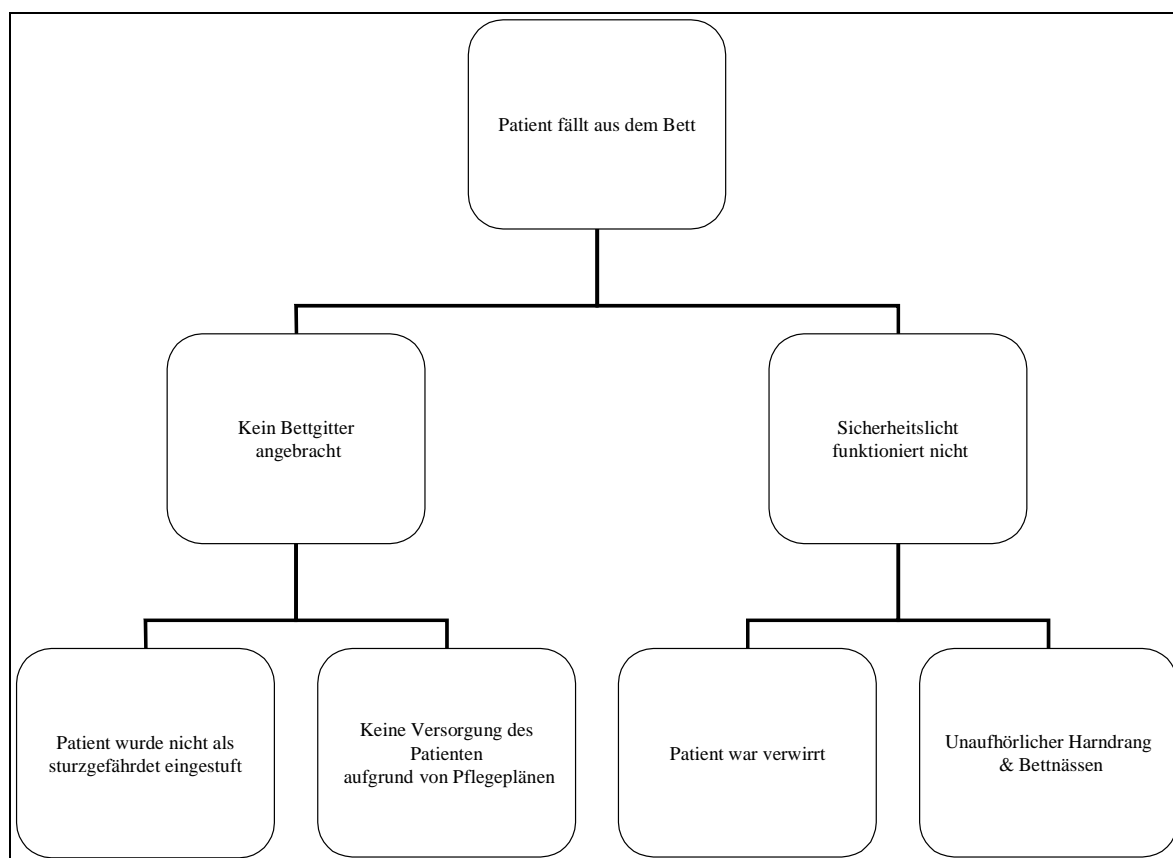 Patient fällt aus dem Bett
Kein Bettgitter
angebracht
Sicherheitslicht
funktioniert nicht
Patient wurde nicht als
sturzgefährdet eingestuft
Keine Versorgung des
Patienten
aufgrund von Pflegeplänen
Patient war verwirrt
Unaufhörlicher Harndrang
& Bettnässen